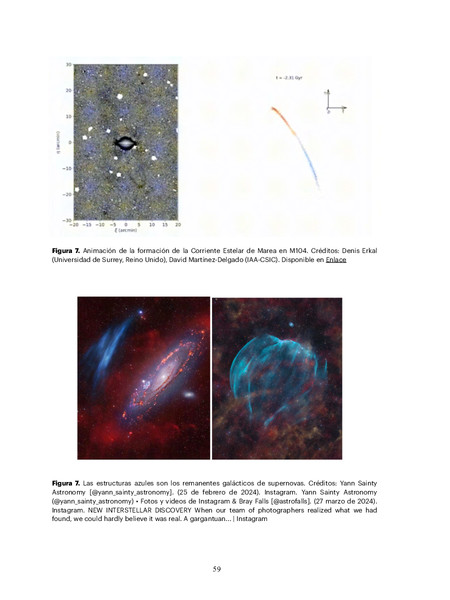 30
20
10
0
−10
−20
−30
η (arcmin)
−20 −15 −10 −5 0 5 10 15 20
ξ (arcmin)
t = -2.31 Gyr
Figura 7. Animación de la formación de la Corriente Estelar de Marea en M104. Créditos: Denis Erkal
(Universidad de Surrey, Reino Unido), David Martínez-Delgado (IAA-CSIC). Disponible en Enlace
Figura 7. Las estructuras azules son los remanentes galácticos de supernovas. Créditos: Yann Sainty
Astronomy [@yann_sainty_astronomy]. (25 de febrero de 2024). Instagram. Yann Sainty Astronomy
(@yann_sainty_astronomy) • Fotos y videos de Instagram & Bray Falls [@astrofalls]. (27 marzo de 2024).
Instagram. NEW INTERSTELLAR DISCOVERY When our team of photographers realized what we had
found, we could hardly believe it was real. A gargantuan... | Instagram
59